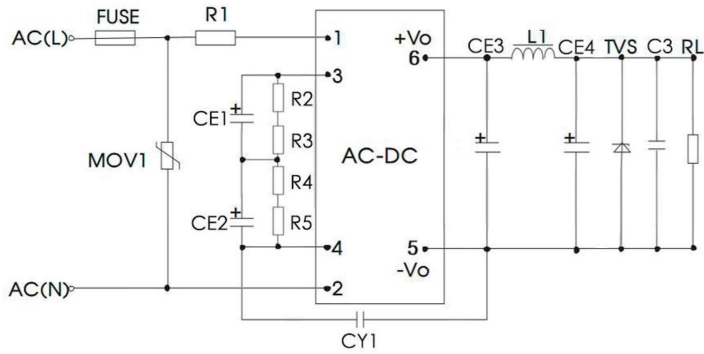 FUSE
R1
AC(L)
1
+Vo
CE3
L1
CE4
TVS
C3
RL
6
3
R2
CE1
+
R3
+
+
MOV1
AC-DC
R4
+
CE2
R5
4
5
-Vo
AC(N)
2
CY1